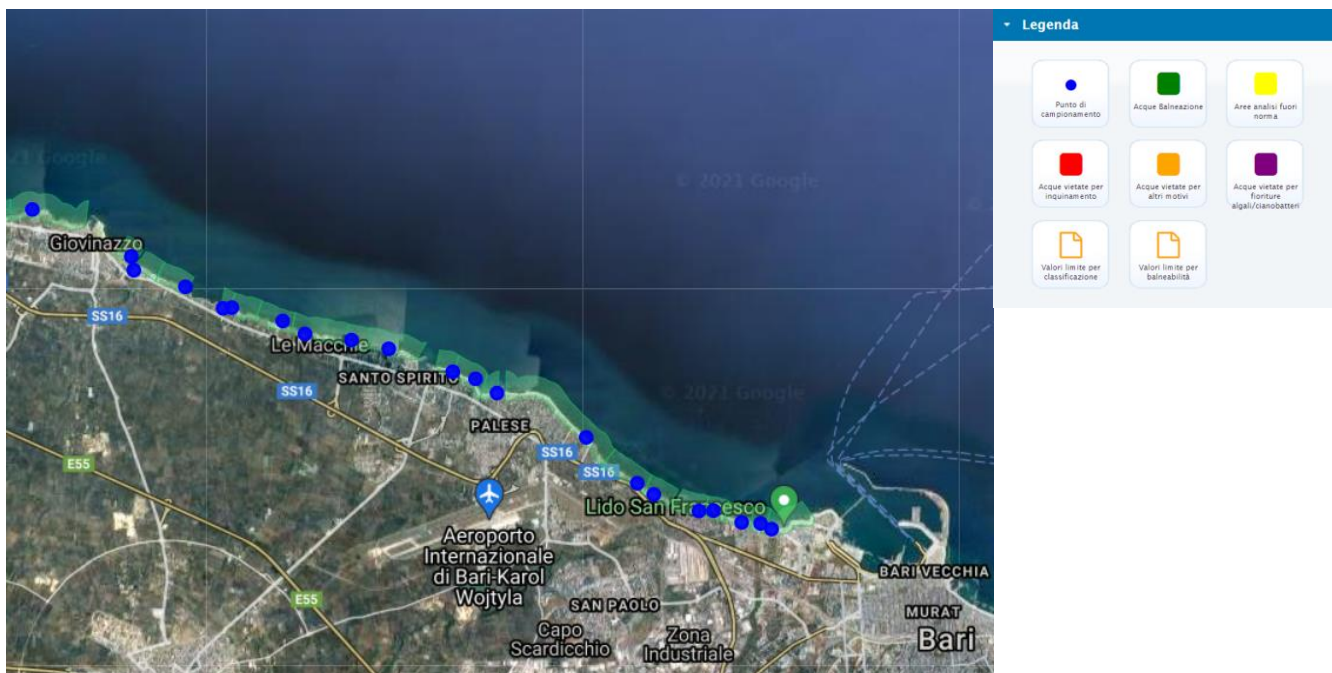 21 Google
© 2021 Google
©
Giovinazzo
SS16
Le Macchie
SANTO SPIRITO
SS16
© 2021 Google
PALESE
SS16
E55
SS16
Lido San Francesco
Aeroporto
Internazionale
di Bari-Karol
Wojtyla
BARI VECCHIA
E55
SAN PAOLO
MURAT
Capo
Scardicchio
Zona
Industriale
Bari
Legenda
Punto di
campionamento
Acque Balneazione
Aree analisi fuori
norma
Acque vietate per
inquinamento
Acque vietate per
altri motivi
Acque vietate per
fioriture
algali/cianobatteri
Valori limite per
classificazione
Valori limite per
balneabilità